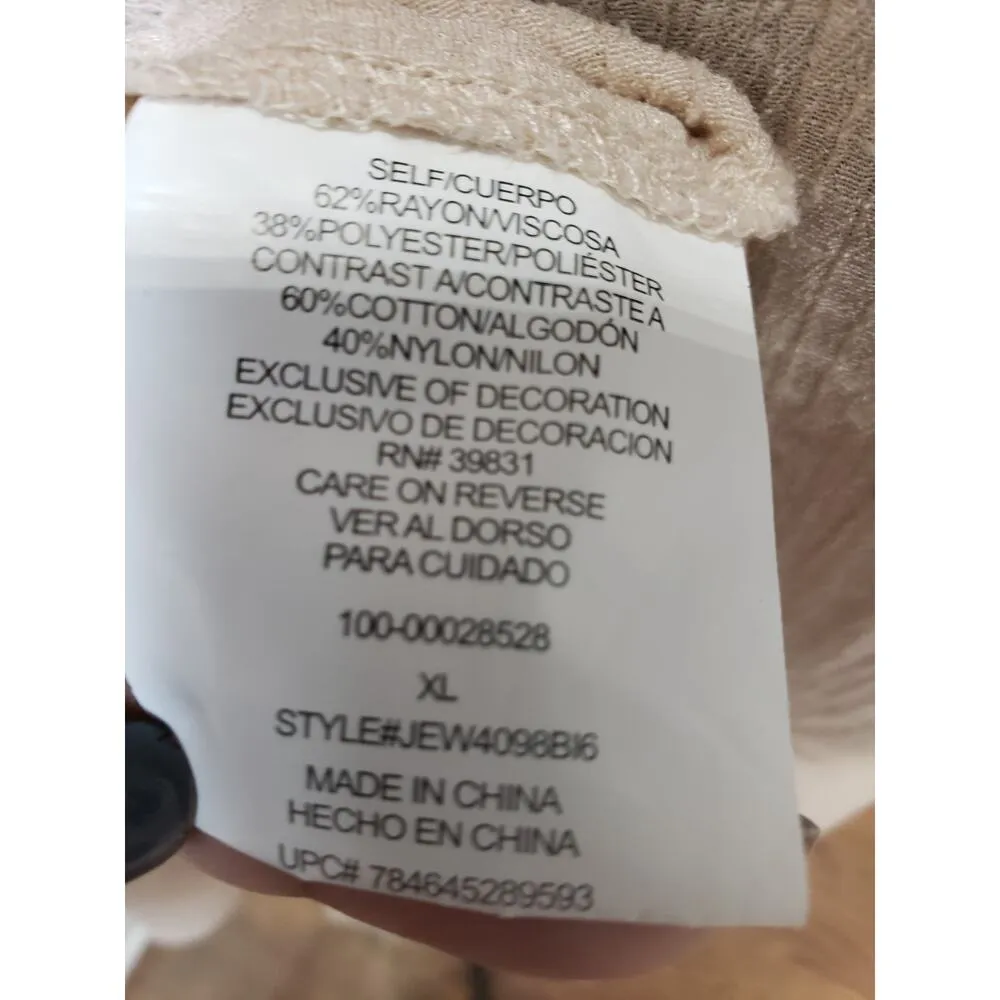 SELF/CUERPO
62%RAYON/VISCOSA
38%POLYESTER/POLIÉSTER
CONTRAST A/CONTRASTE A
60%COTTON/ALGODÓN
40%NYLON/NILON
EXCLUSIVE OF DECORATION
EXCLUSIVO DE DECORACION
RN# 39831
CARE ON REVERSE
VER AL DORSO
PARA CUIDADO
100-00028528
XL
STYLE#JEW4098BI6
MADE IN CHINA
HECHO EN CHINA
UPC# 784645289593